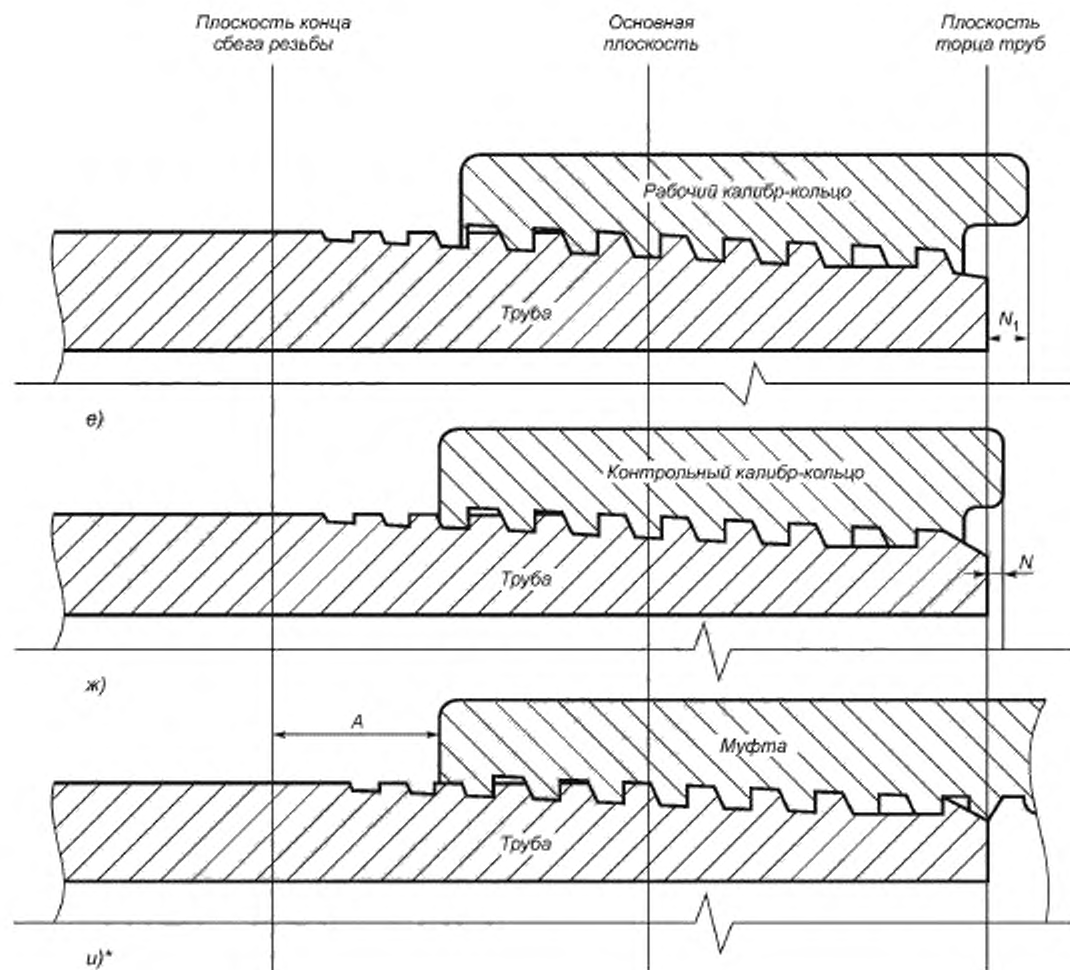 Плоскость конца
сбега резьбы
Основная
плоскость
Плоскость
торца труб
Рабочий калибр-кольцо
Труба
N₁
е)
Контрольный калибр-кольцо
Труба
N
ж)
А
Муфта
Труба
и)*